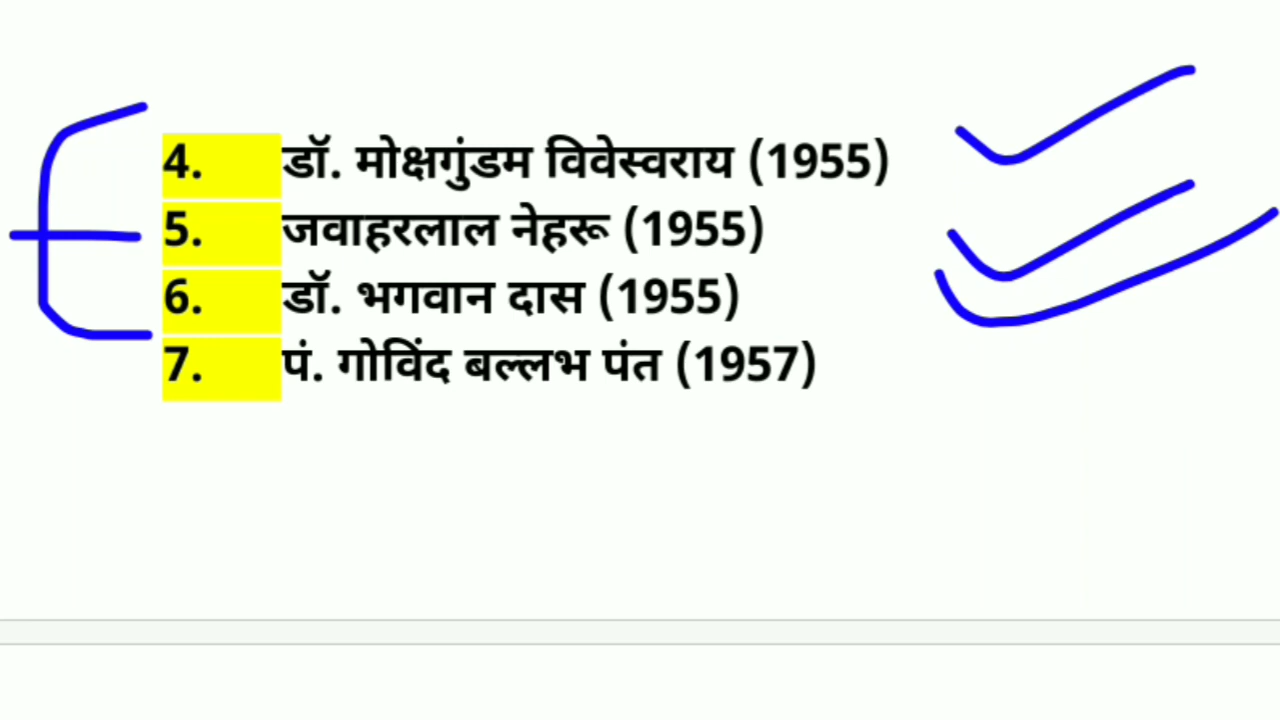 4. डॉ. मोक्षगुंडम विवेस्वराय (1955)
5. जवाहरलाल नेहरू (1955)
6. डॉ. भगवान दास (1955)
7. पं. गोविंद बल्लभ पंत (1957)